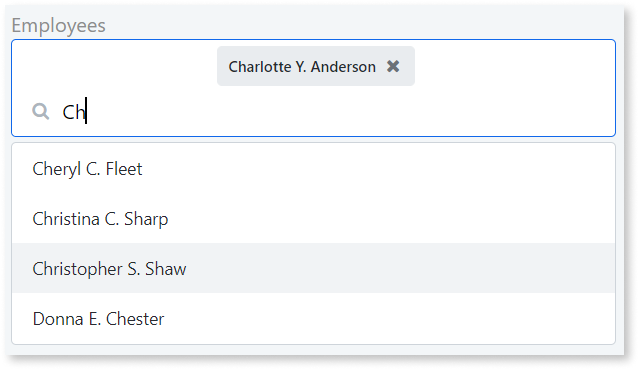 Employees
Charlotte Y. Anderson
Ch
Cheryl C. Fleet
Christina C. Sharp
Christopher S. Shaw
Donna E. Chester